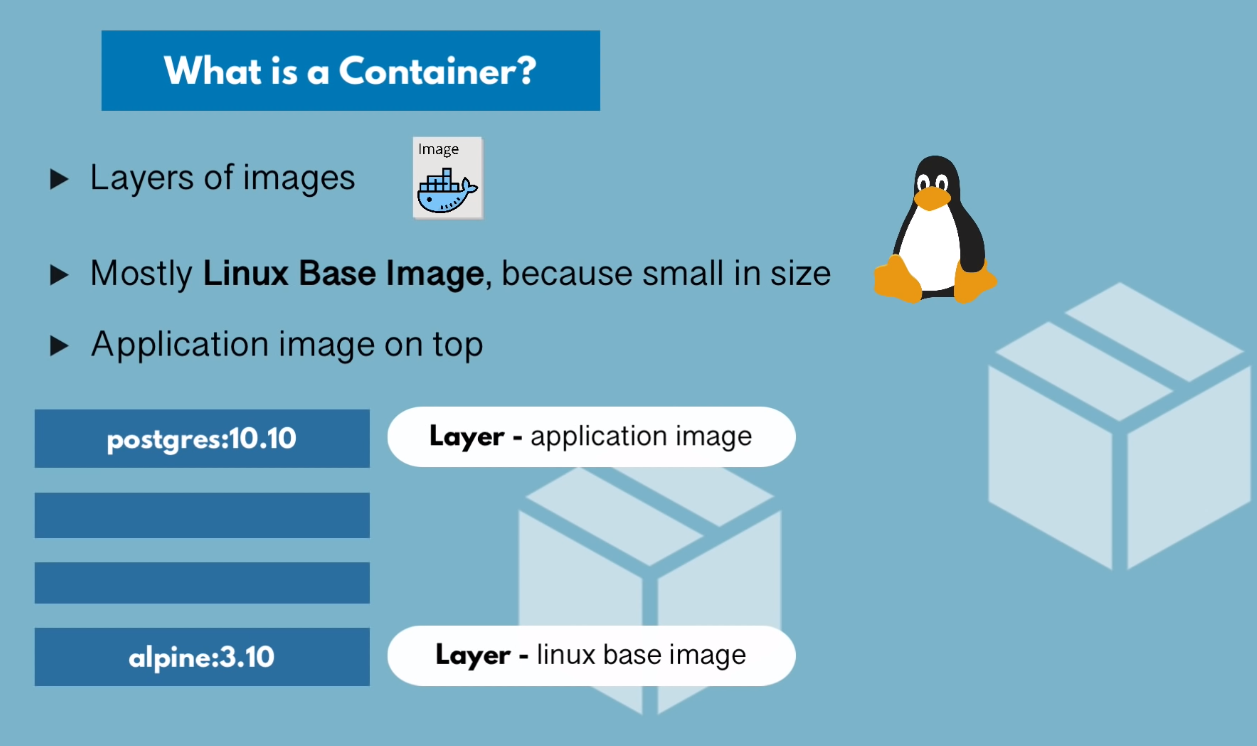 What is a Container?
Layers of images
Image
Mostly Linux Base Image, because small in size
Application image on top
postgres:10.10
Layer - application image
alpine:3.10
Layer - linux base image